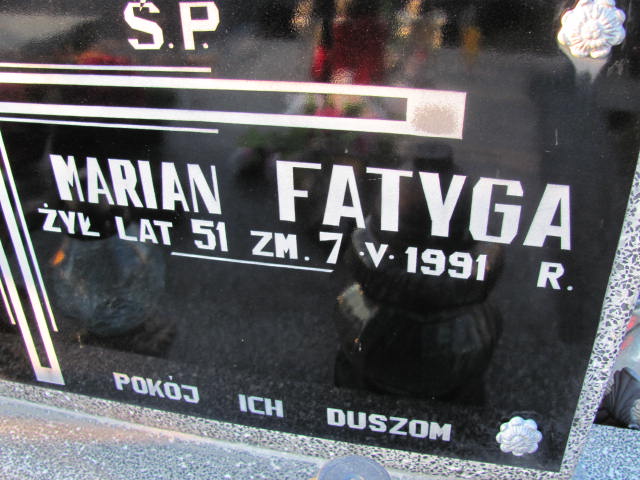 Ś.P.
MARIAN FATYGA
ŻYŁ LAT 51 ZM. 7.V.1991 R.
POKÓJ ICH DUSZOM